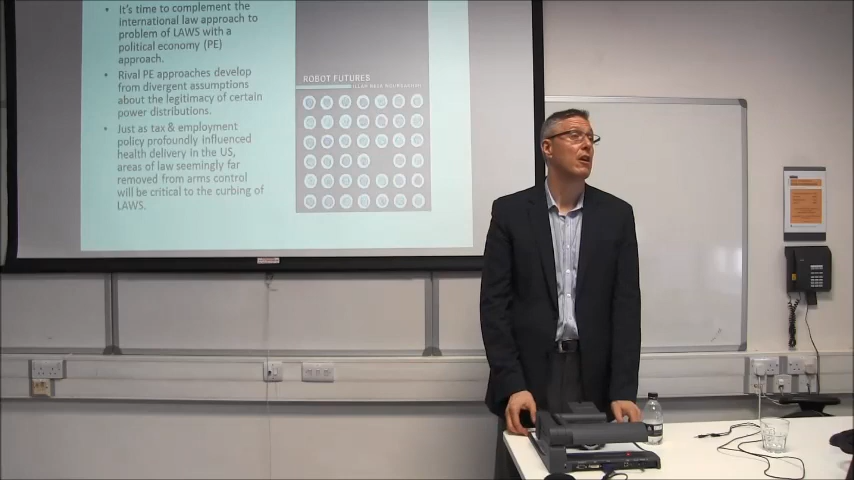 It's time to complement the
international law approach to
problem of LAWS with a
political economy (PE)
approach.
Rival PE approaches develop
from divergent assumptions
about the legitimacy of certain
power distributions.
Just as tax & employment
policy profoundly influenced
health delivery in the US,
areas of law seemingly far
removed from arms control
will be critical to the curbing of
LAWS.
ROBOT FUTURES
ILLAH REZA NOURBAKHSH